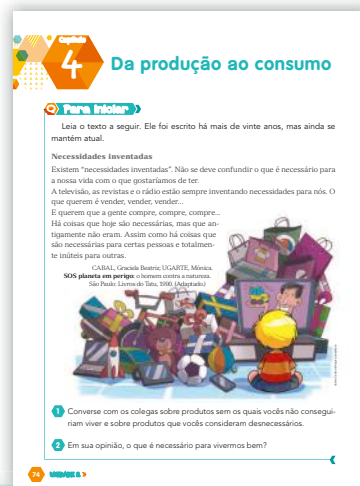 Capítulo
4
Da produção ao consumo
Para iniciar
Leia o texto a seguir. Ele foi escrito há mais de vinte anos, mas ainda se
mantém atual.
Necessidades inventadas
Existem “necessidades inventadas”. Não se deve confundir o que é necessário para
a nossa vida com o que gostaríamos de ter.
A televisão, as revistas e o rádio estão sempre inventando necessidades para nós. O
que querem é vender, vender, vender...
E querem que a gente compre, compre, compre...
Há coisas que hoje são necessárias, mas que an-
tigamente não eram. Assim como há coisas que
são necessárias para certas pessoas e totalmen-
te inúteis para outras.
CABAL, Graciela Beatriz; UGARTE, Mónica.
SOS planeta em perigo: o homem contra a natureza.
São Paulo: Livros do Tatu, 1990. (Adaptado.)
1 Converse com os colegas sobre produtos sem os quais vocês não consegui-
riam viver e sobre produtos que vocês consideram desnecessários.
2 Em sua opinião, o que é necessário para vivermos bem?
74 UNIDADE 2